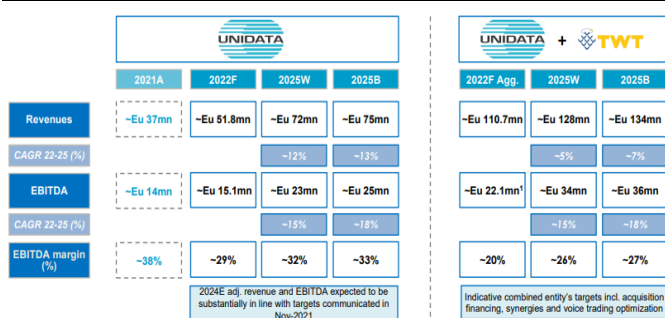 UNIDATA
UNIDATA + TWT
2021A 2022F 2025W 2025B 2022F Agg. 2025W 2025B
Revenues ~Eu 37mn ~Eu 51.8mn ~Eu 72mn ~Eu 75mn ~Eu 110.7mn ~Eu 128mn ~Eu 134mn
CAGR 22-25 (%) ~12% ~13% ~5% ~7%
EBITDA ~Eu 14mn ~Eu 15.1mn ~Eu 23mn ~Eu 25mn ~Eu 22.1mn¹ ~Eu 34mn ~Eu 36mn
CAGR 22-25 (%) ~15% ~18% ~15% ~18%
EBITDA margin
(%) ~38% ~29% ~32% ~33% ~20% ~26% ~27%
2024E adj. revenue and EBITDA expected to be
substantially in line with targets communicated in
Nov-2021
Indicative combined entity's targets incl. acquisition
financing, synergies and voice trading optimization